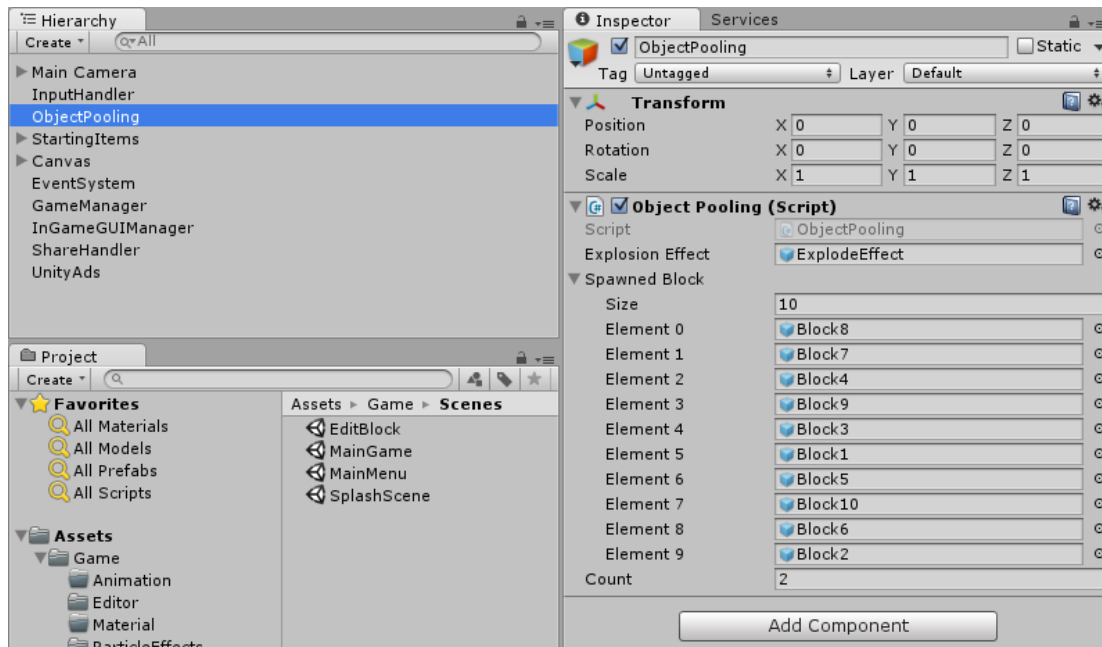 Hierarchy
Create
All
Main Camera
InputHandler
ObjectPooling
StartingItems
Canvas
EventSystem
GameManager
InGameGUIManager
ShareHandler
UnityAds
Project
Create
Favorites
All Materials
All Models
All Prefabs
All Scripts
Assets
Game
Animation
Editor
Material
ParticleEffects
Assets Game Scenes
EditBlock
MainGame
MainMenu
SplashScene
Inspector Services
ObjectPooling Static
Tag Untagged Layer Default
Transform
Position X 0 Y 0 Z 0
Rotation X 0 Y 0 Z 0
Scale X 1 Y 1 Z 1
Object Pooling (Script)
Script ObjectPooling
Explosion Effect ExplodeEffect
Spawned Block
Size 10
Element 0 Block8
Element 1 Block7
Element 2 Block4
Element 3 Block9
Element 4 Block3
Element 5 Block1
Element 6 Block5
Element 7 Block10
Element 8 Block6
Element 9 Block2
Count 2
Add Component